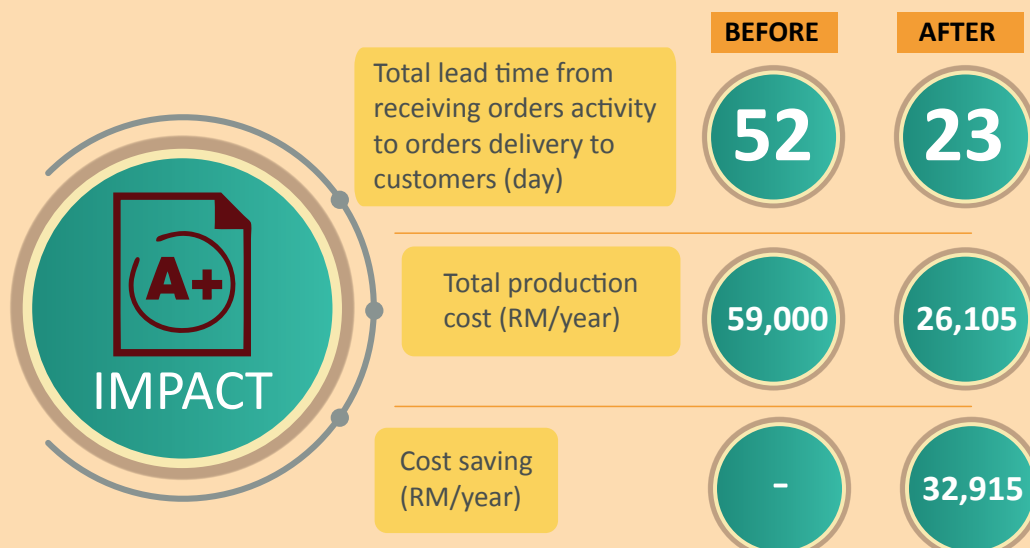 BEFORE
AFTER
Total lead time from
receiving orders activity
to orders delivery to
customers (day)
52
23
A+
IMPACT
Total production
cost (RM/year)
59,000
26,105
Cost saving
(RM/year)
-
32,915